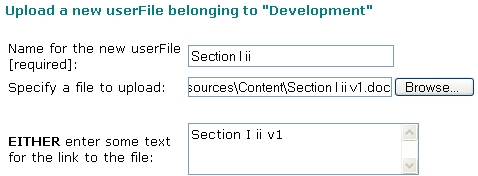 Upload a new userFile belonging to "Development"
Name for the new userFile
[required]:
Section I ii
Specify a file to upload:
sources\Content\Section I ii v1.doc
Browse...
EITHER enter some text
for the link to the file:
Section I ii v1